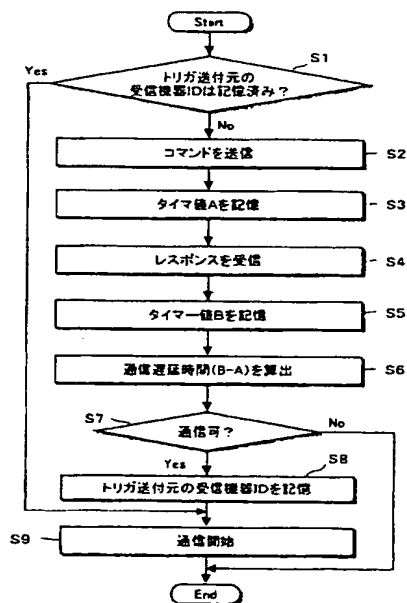 Start
S1
Yes
トリガ送付元の
受信機器IDは記憶済み?
No
コマンドを送信
S2
タイマ値Aを記憶
S3
レスポンスを受信
S4
タイマー値Bを記憶
S5
通信遅延時間(B-A)を算出
S6
S7
通信可?
No
Yes
S8
トリガ送付元の受信機器IDを記憶
S9
通信開始
End